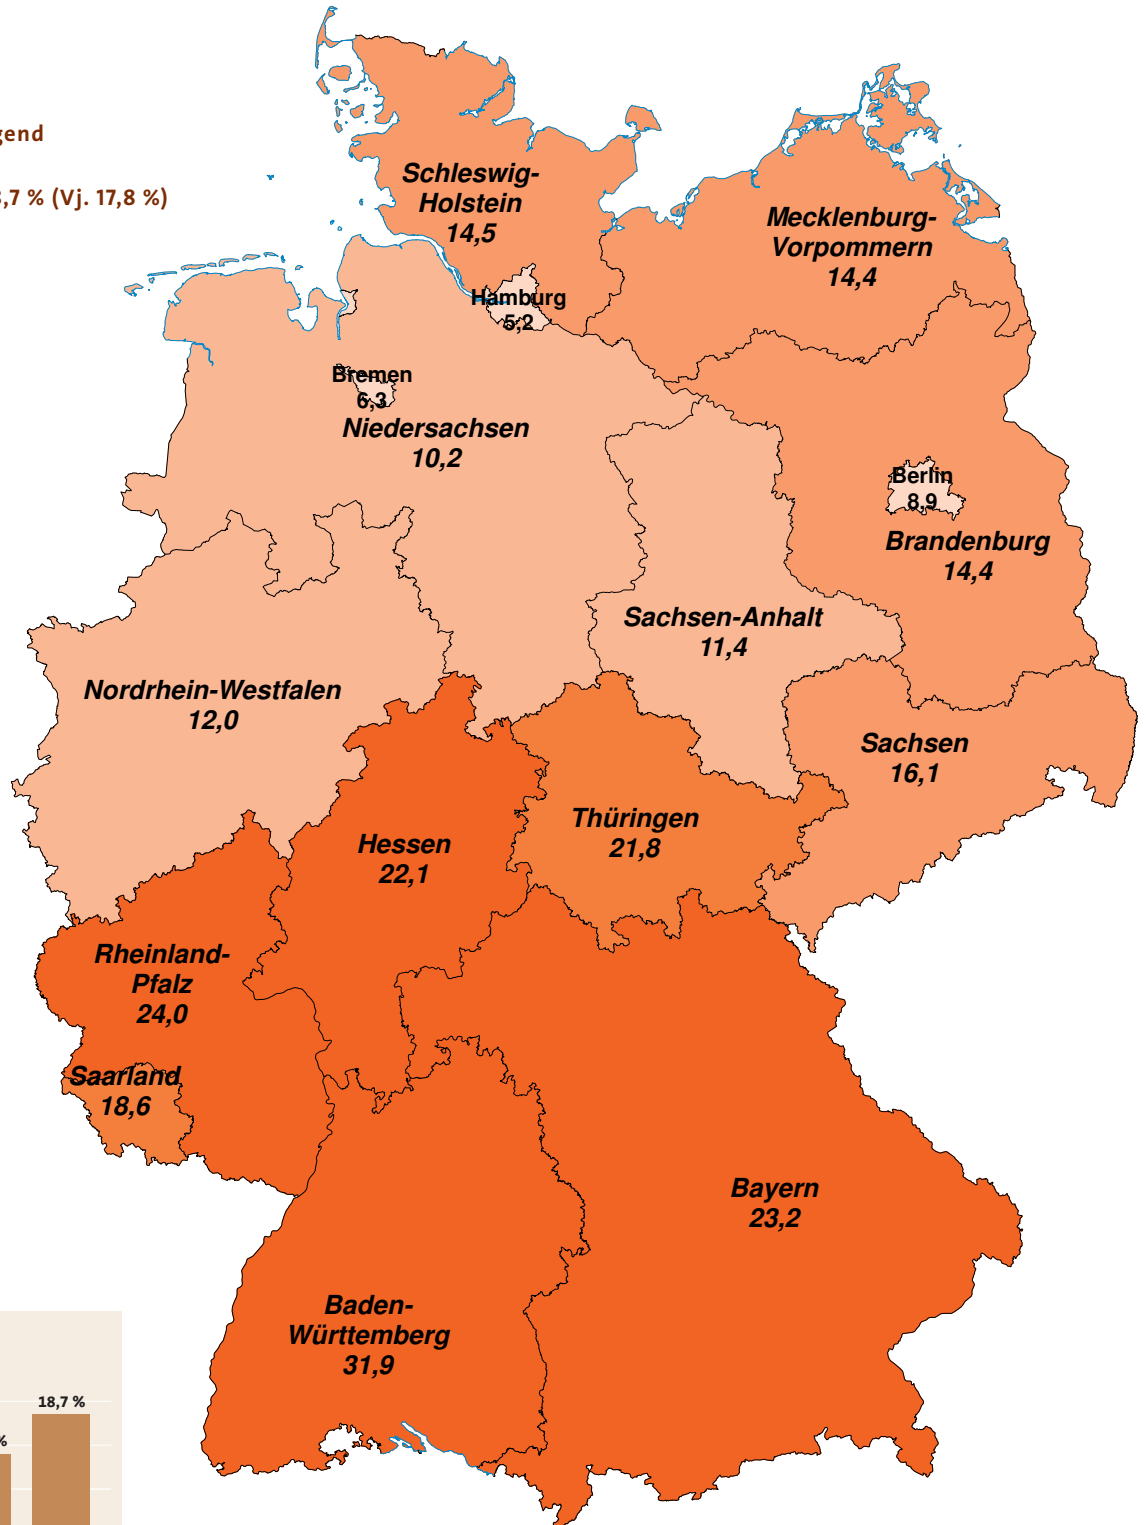 gend
,7 % (Vj. 17,8 %)
Schleswig-
Holstein
14,5
Mecklenburg-
Vorpommern
14,4
Hamburg
5,2
Bremen
6,3
Niedersachsen
10,2
Berlin
8,9
Brandenburg
14,4
Sachsen-Anhalt
11,4
Nordrhein-Westfalen
12,0
Sachsen
16,1
Thüringen
21,8
Hessen
22,1
Rheinland-
Pfalz
24,0
Saarland
18,6
Bayern
23,2
Baden-
Württemberg
31,9
18,7 %
%